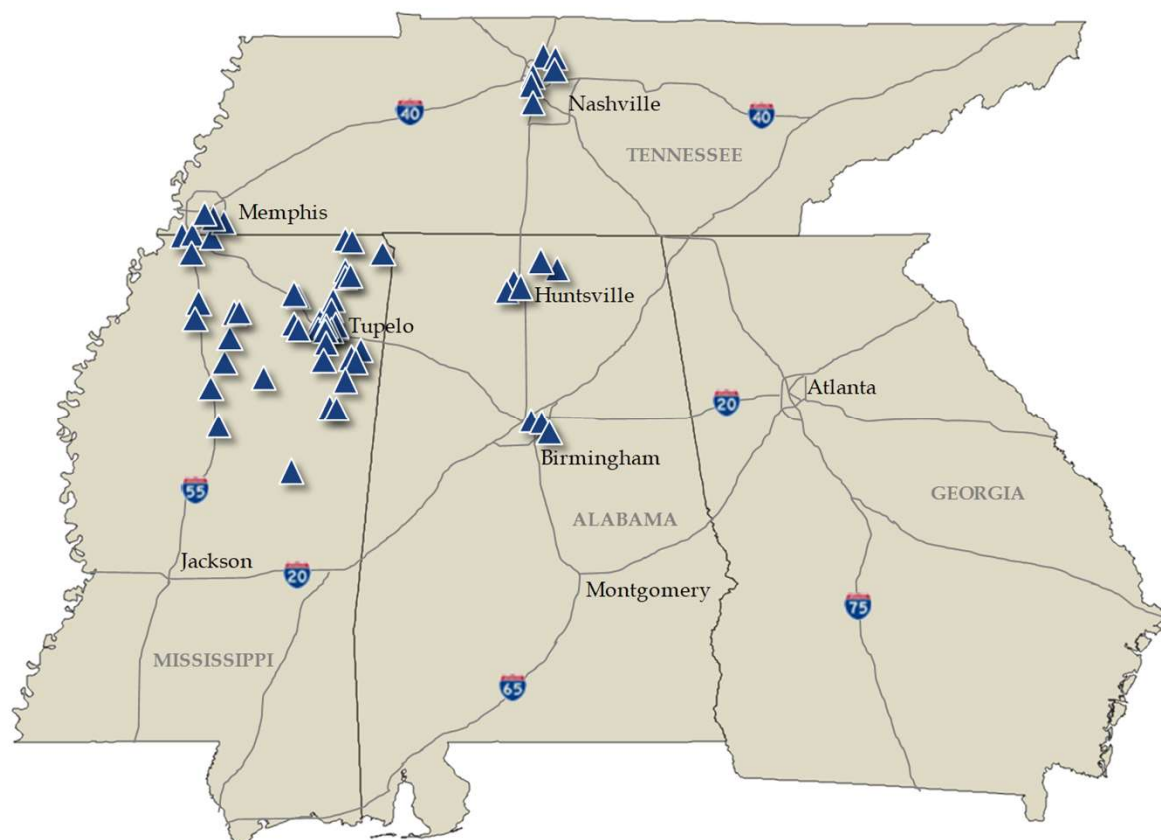 Nashville
40
40
TENNESSEE
Memphis
Huntsville
Tupelo
Atlanta
20
Birmingham
55
GEORGIA
ALABAMA
Jackson
20
Montgomery
75
MISSISSIPPI
65